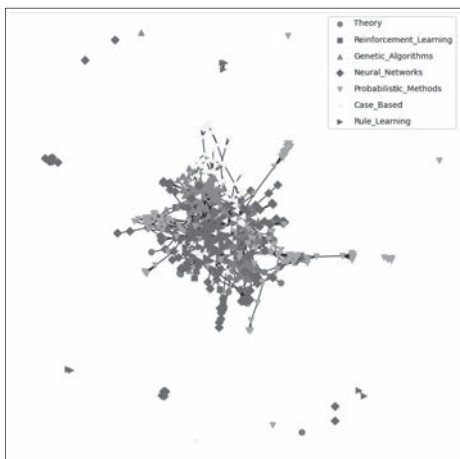 Theory
Reinforcement_Learning
Genetic_Algorithms
Neural_Networks
Probabilistic_Methods
Case_Based
Rule_Learning